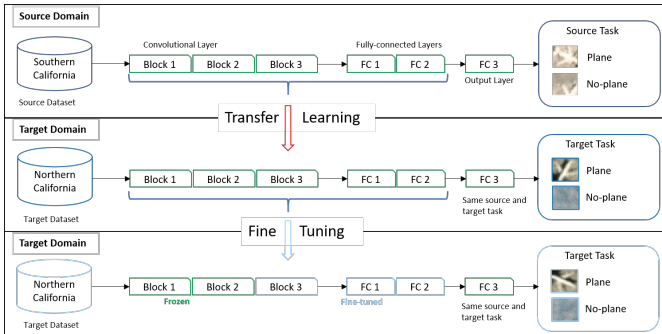 Source Domain
Source Task
Convolutional Layer
Fully-connected Layers
Southern
California
Block 1
Block 2
Block 3
FC 1
FC 2
FC 3
Plane
No-plane
Output Layer
Source Dataset
Transfer Learning
Target Domain
Target Task
Northern
California
Block 1
Block 2
Block 3
FC 1
FC 2
FC 3
Plane
No-plane
Same source and
target task
Target Dataset
Fine Tuning
Target Domain
Target Task
Northern
California
Block 1
Block 2
Block 3
FC 1
FC 2
FC 3
Plane
No-plane
Frozen
Fine-tuned
Same source and
target task
Target Dataset